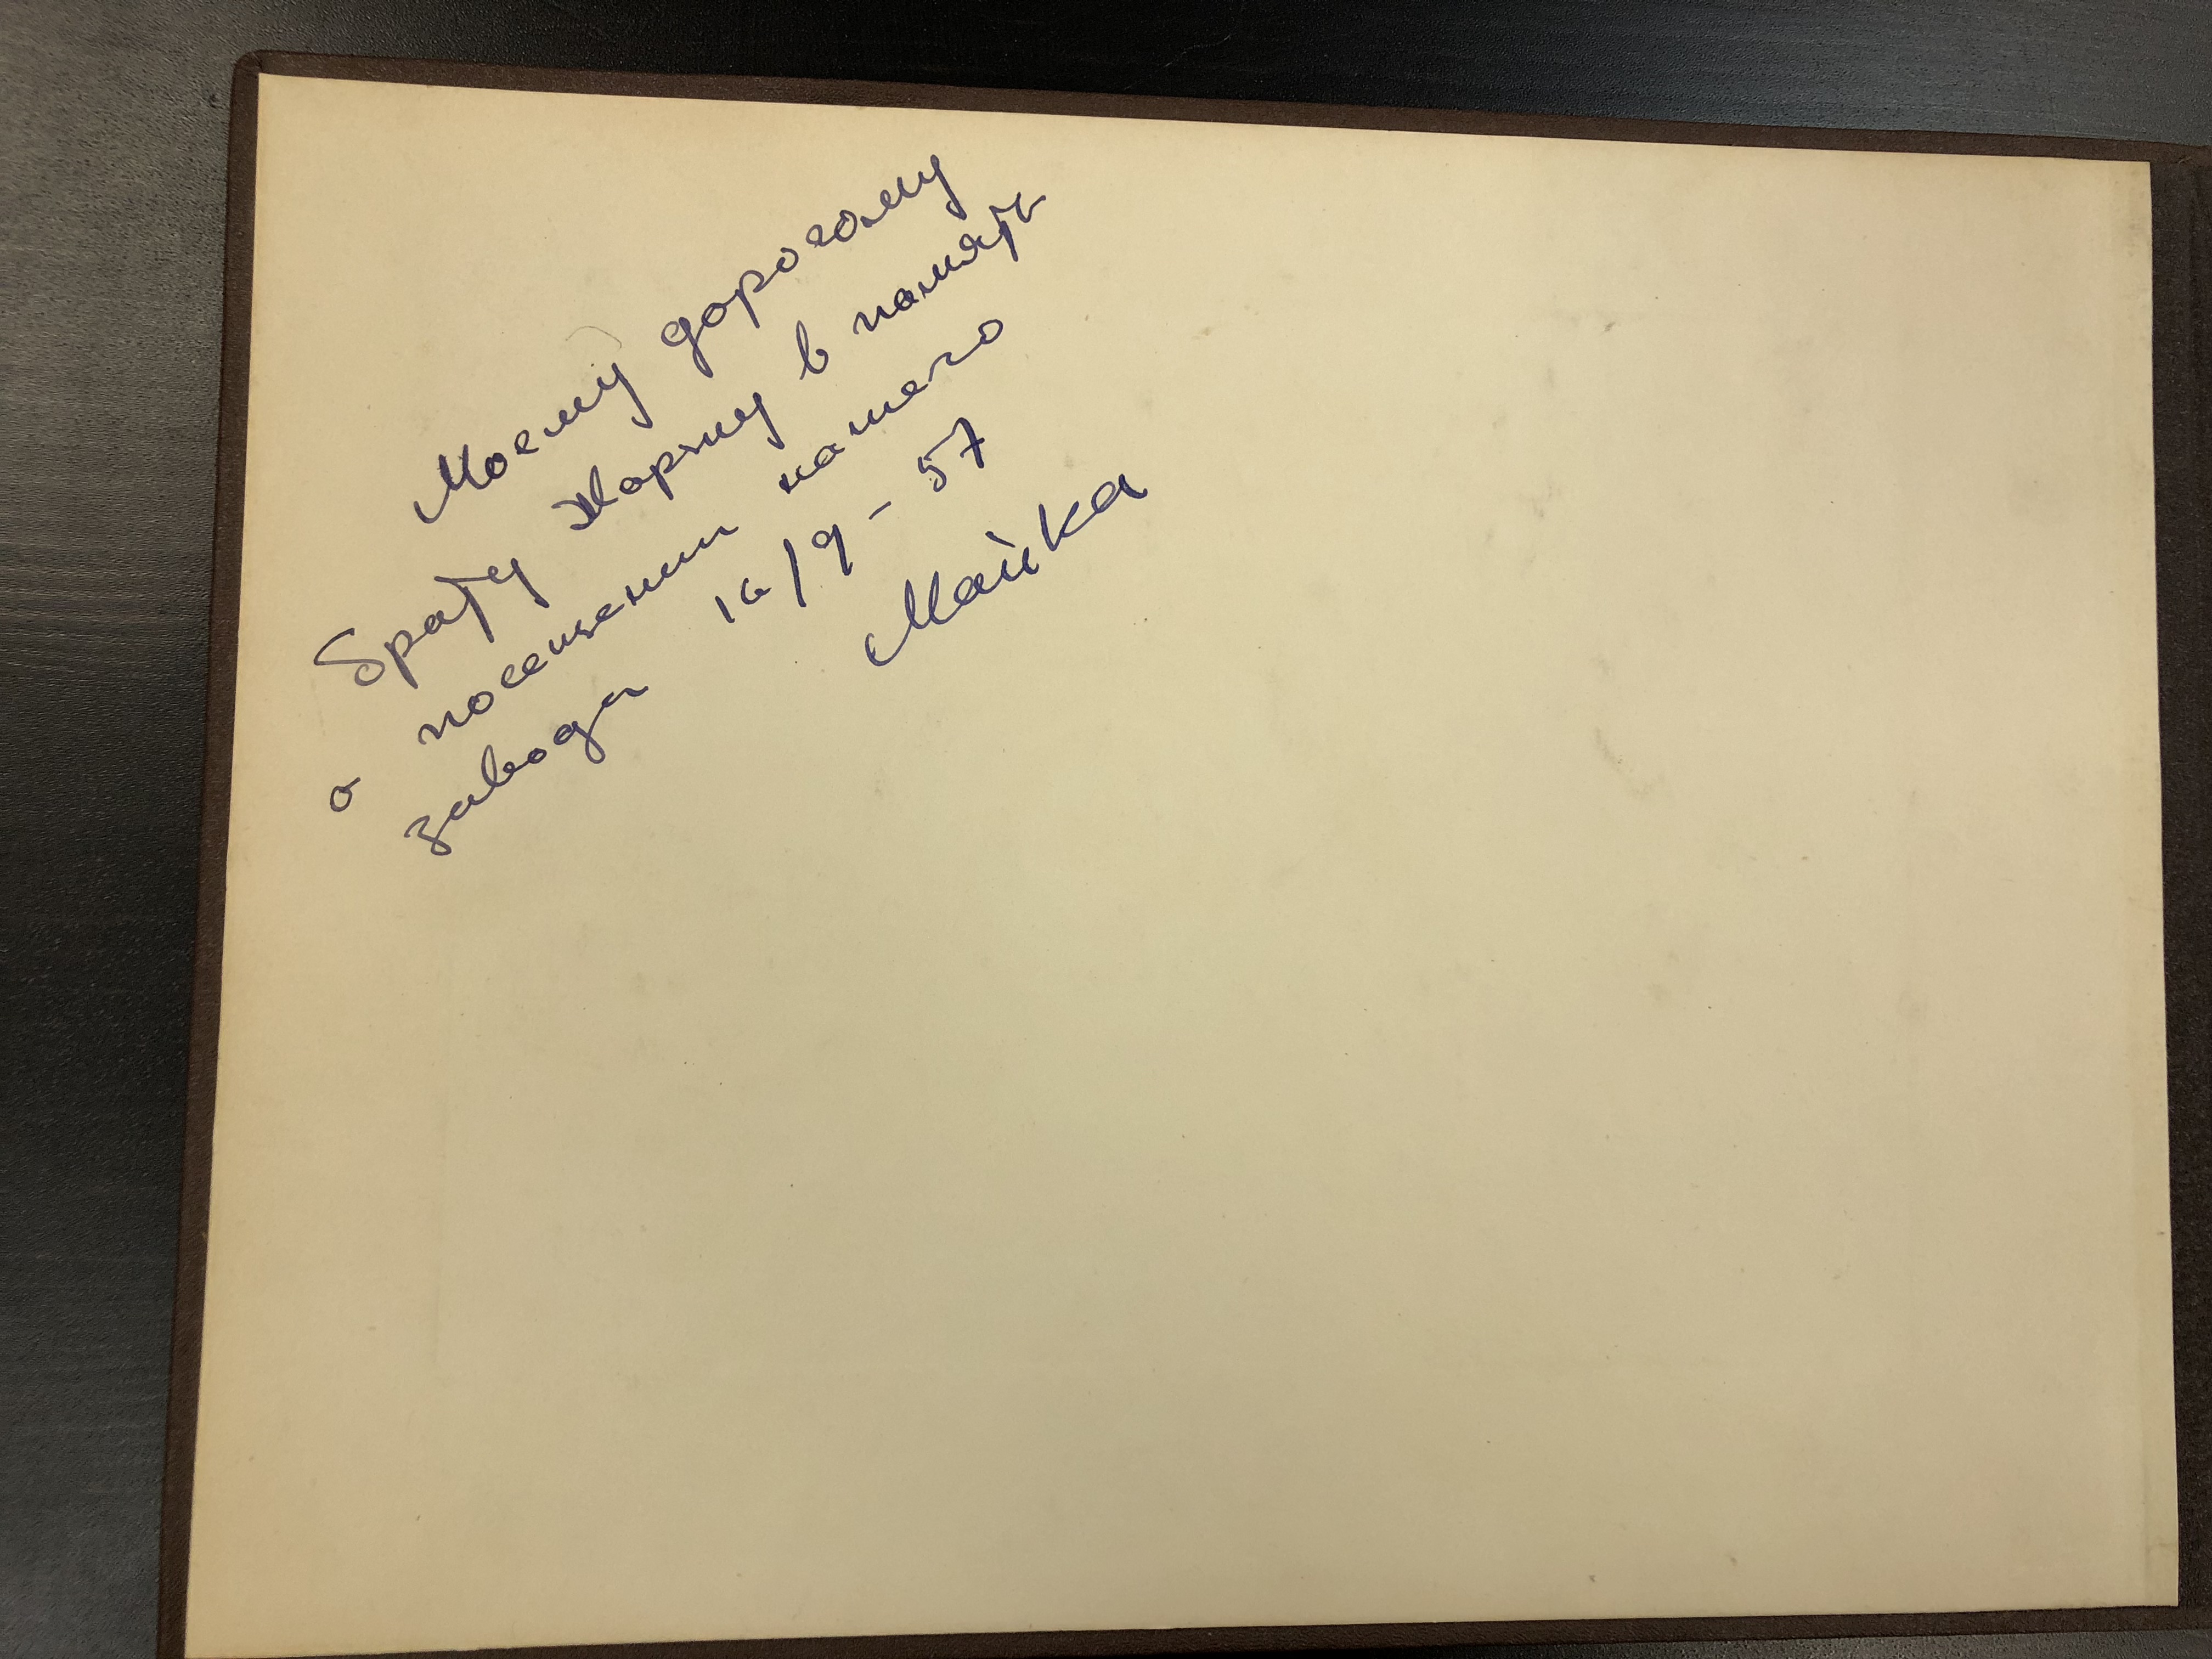 Моему дорогому
брату Жоржу в память
о посещении нашего
завода 16/9 - 57
Майка